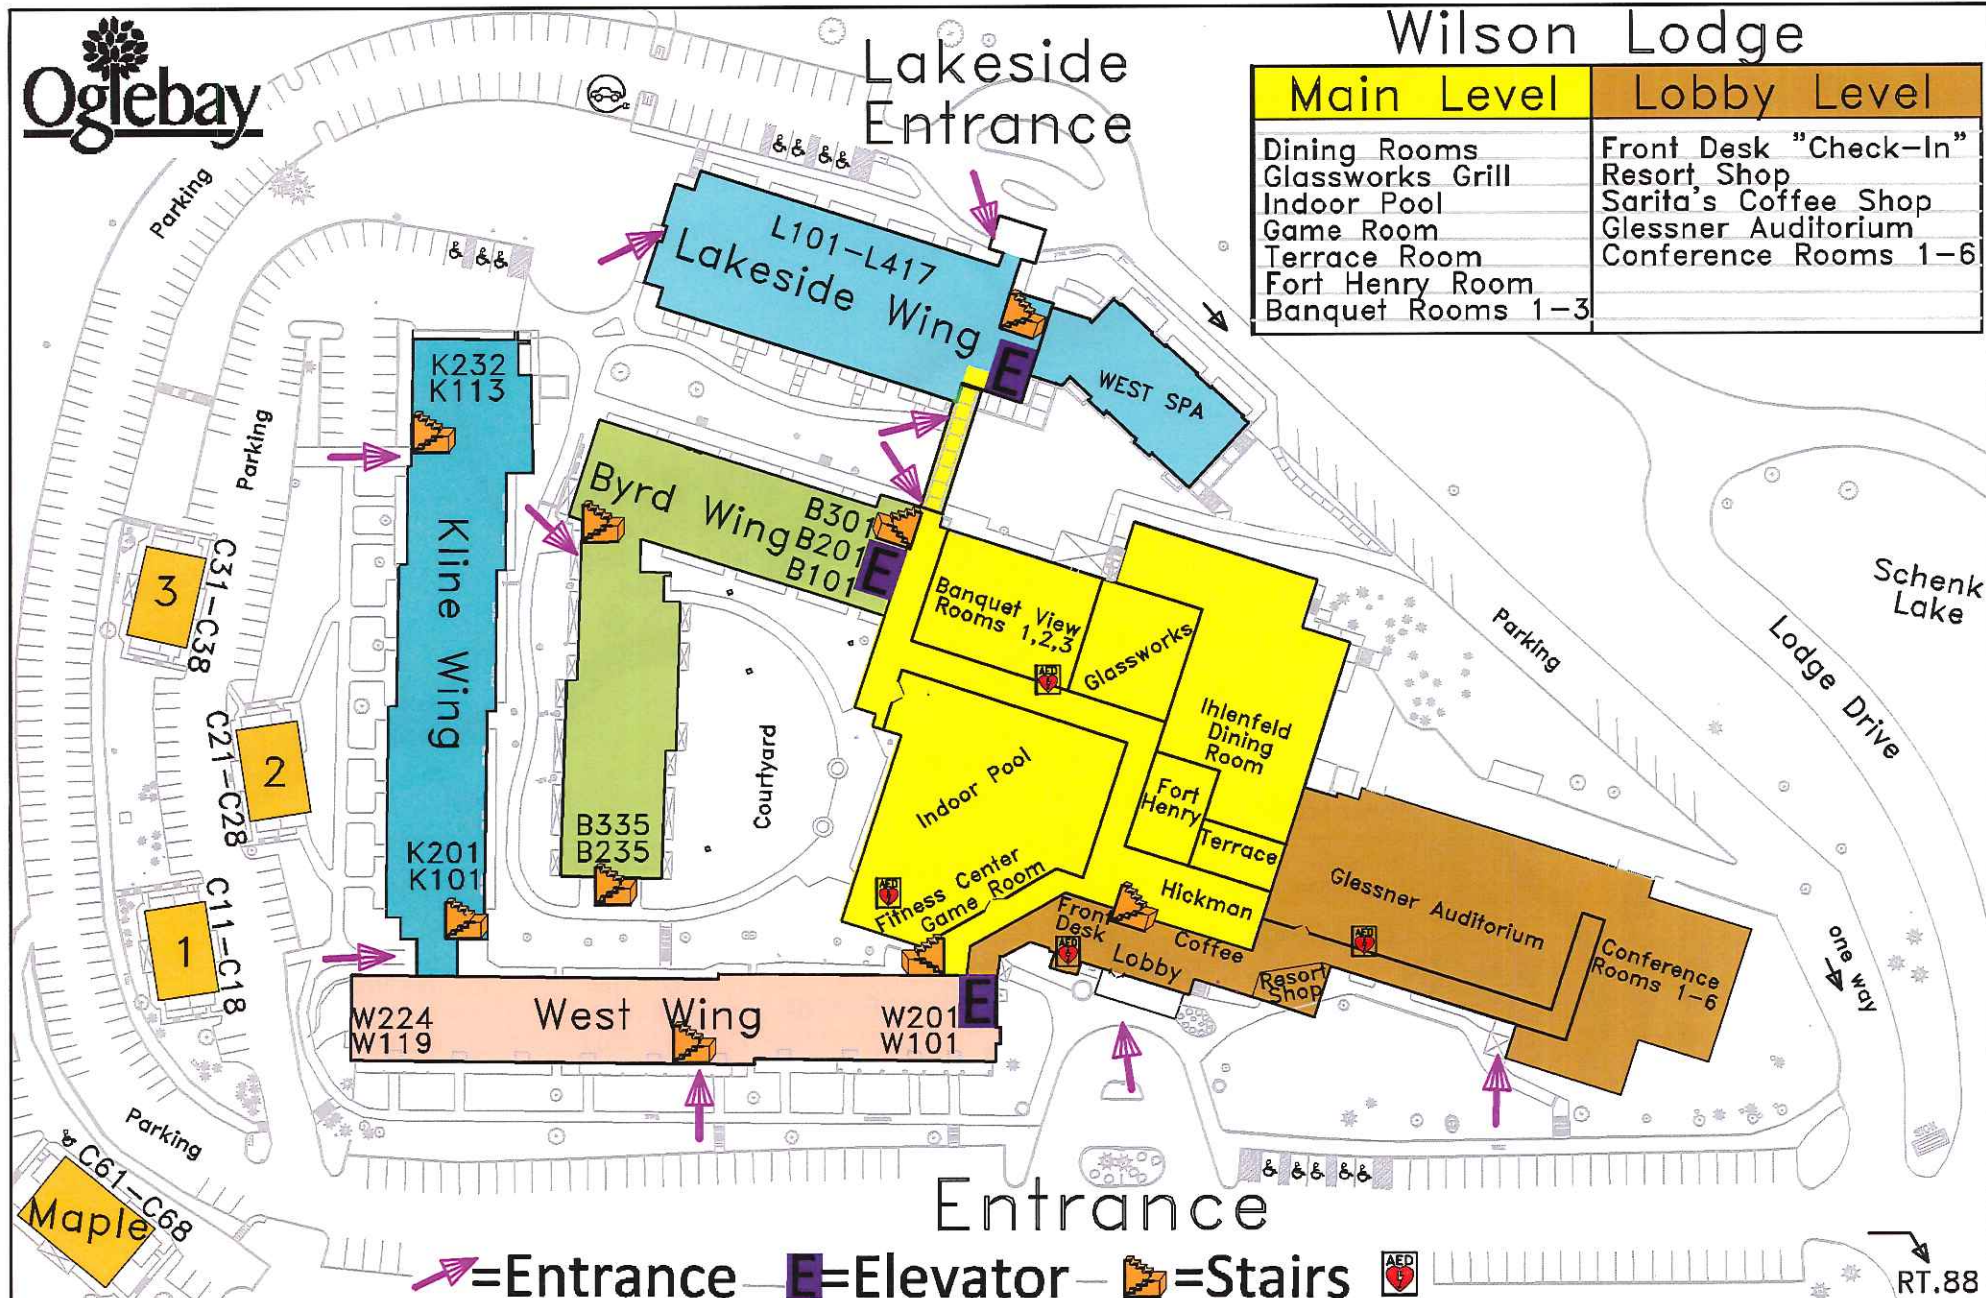 Oglebay
Lakeside
Entrance
Wilson Lodge
Main Level
Lobby Level
Dining Rooms
Glassworks Grill
Indoor Pool
Game Room
Terrace Room
Fort Henry Room
Banquet Rooms 1-3
Front Desk "Check-In"
Resort Shop
Sarita's Coffee Shop
Glessner Auditorium
Conference Rooms 1-6
Parking
L101-L417
Lakeside Wing
E
WEST SPA
K232
K113
Parking
Kline Wing
K201
K101
Byrd Wing
B301
B201
B101
E
B335
B235
Courtyard
3
C31-C38
2
C21-C28
1
C11-C18
Banquet View
Rooms 1,2,3
AED
Glassworks
Ihlenfeld
Dining
Room
Indoor Pool
Fort
Henry
Terrace
Hickman
AED
Fitness Center
Game Room
Front
Desk
AED
Lobby
Coffee
Resort
Shop
Glessner Auditorium
AED
Conference
Rooms 1-6
Parking
Schenk
Lake
Lodge Drive
one way
W224
W119
West Wing
W201
W101
E
Parking
C61-C68
Maple
Entrance
=Entrance
E=Elevator
=Stairs
AED
RT.88